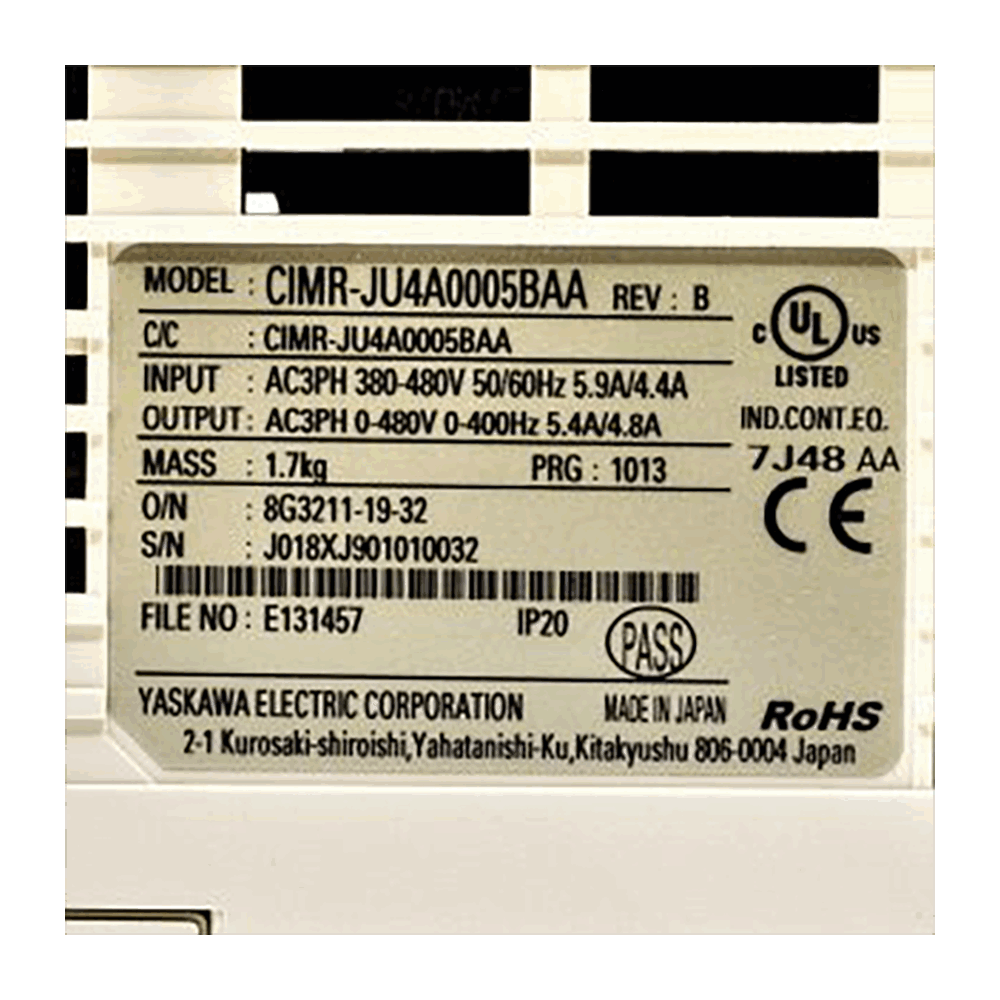 MODEL : CIMR-JU4A0005BAA REV : B
C/C : CIMR-JU4A0005BAA
INPUT : AC3PH 380-480V 50/60Hz 5.9A/4.4A
OUTPUT : AC3PH 0-480V 0-400Hz 5.4A/4.8A
MASS : 1.7kg PRG : 1013
O/N : 8G3211-19-32
S/N : J018XJ901010032
FILE NO : E131457 IP20 PASS
YASKAWA ELECTRIC CORPORATION MADE IN JAPAN
2-1 Kurosaki-shiroishi,Yahatanishi-Ku,Kitakyushu 806-0004 Japan
C UL US
LISTED
IND.CONT.EQ.
7J48 AA
CE
RoHS